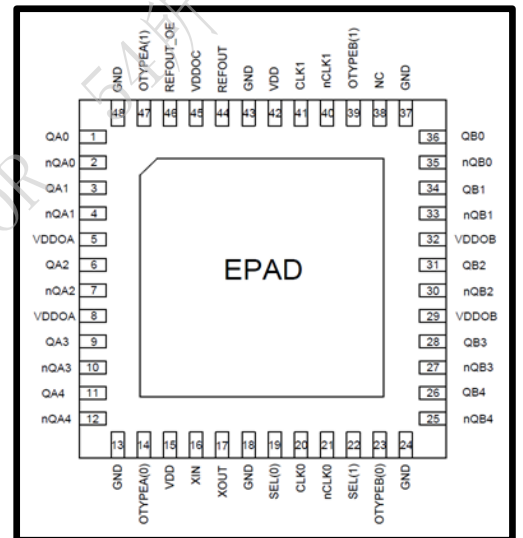 GND OTYPEA(1) REFOUT_OE VDDOC REFOUT GND VDD CLK1 nCLK1 OTYPEB(1) NC GND
48 47 46 45 44 43 42 41 40 39 38 37
QA0 1 36 QB0
nQA0 2 35 nQB0
QA1 3 34 QB1
nQA1 4 33 nQB1
VDDOA 5 32 VDDOB
QA2 6 31 QB2
EPAD
nQA2 7 30 nQB2
VDDOA 8 29 VDDOB
QA3 9 28 QB3
nQA3 10 27 nQB3
QA4 11 26 QB4
nQA4 12 25 nQB4
13 14 15 16 17 18 19 20 21 22 23 24
GND OTYPEA(0) VDD XIN XOUT GND SEL(0) CLK0 nCLK0 SEL(1) OTYPEB(0) GND